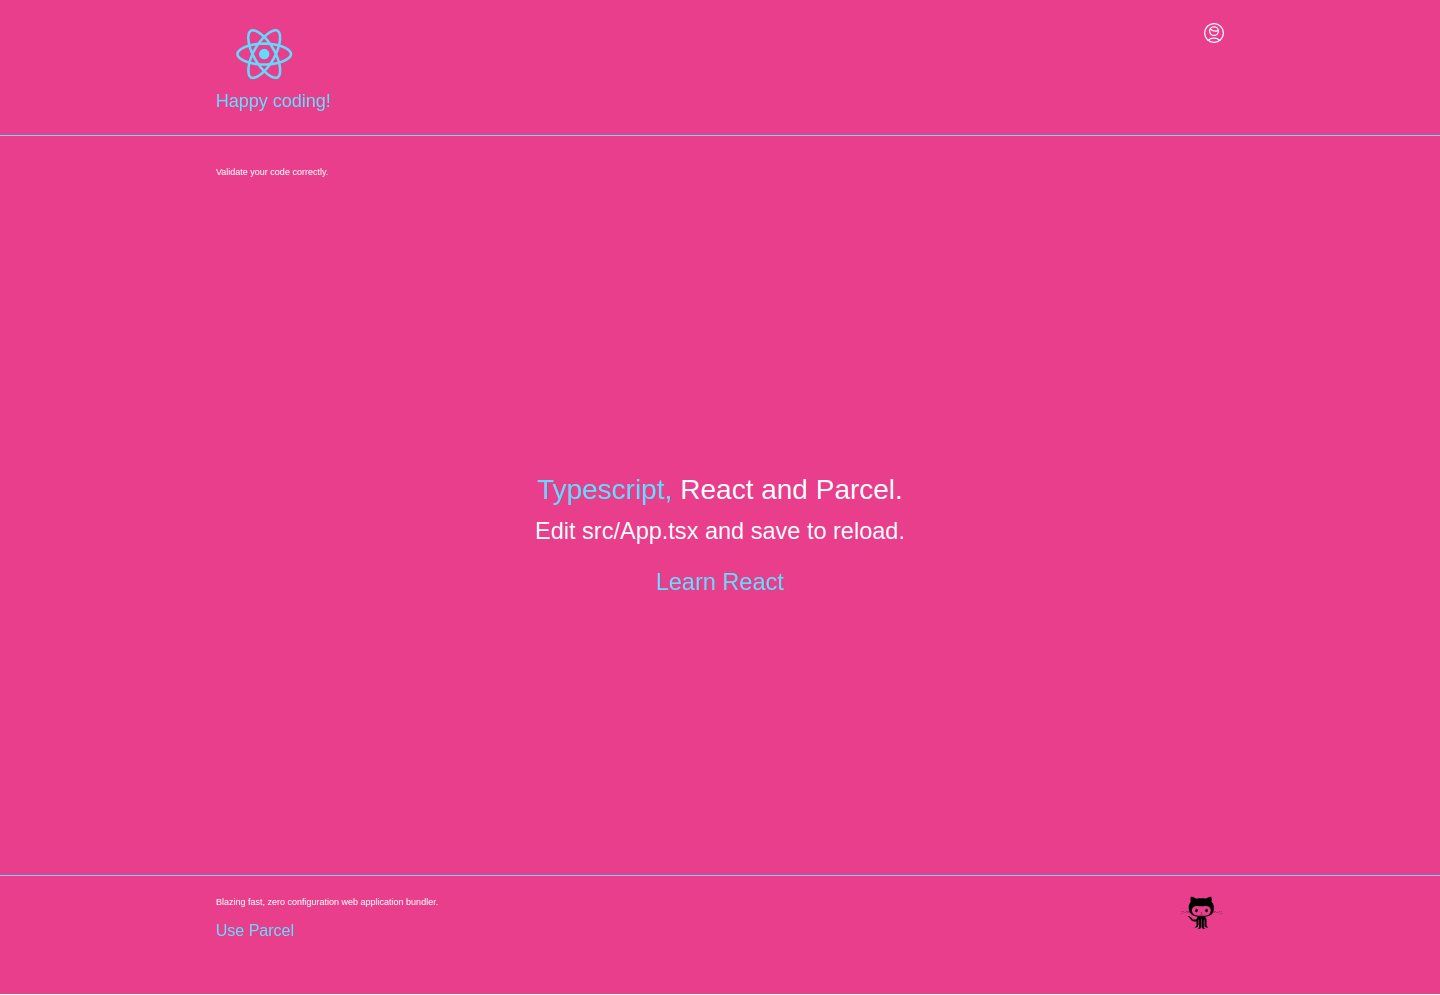 Happy coding!
Validate your code correctly.
Typescript, React and Parcel.
Edit src/App.tsx and save to reload.
Learn React
Blazing fast, zero configuration web application bundler.
Use Parcel